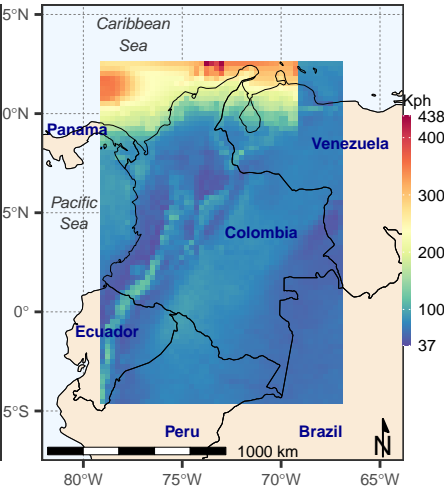 Caribbean
Sea
5°N
Kph
438
400
0°N
Panama
Venezuela
300
Pacific
Sea
5°N
Colombia
200
100
0°
Ecuador
37
5°S
Peru
Brazil
N
1000 km
80°W
75°W
70°W
65°W